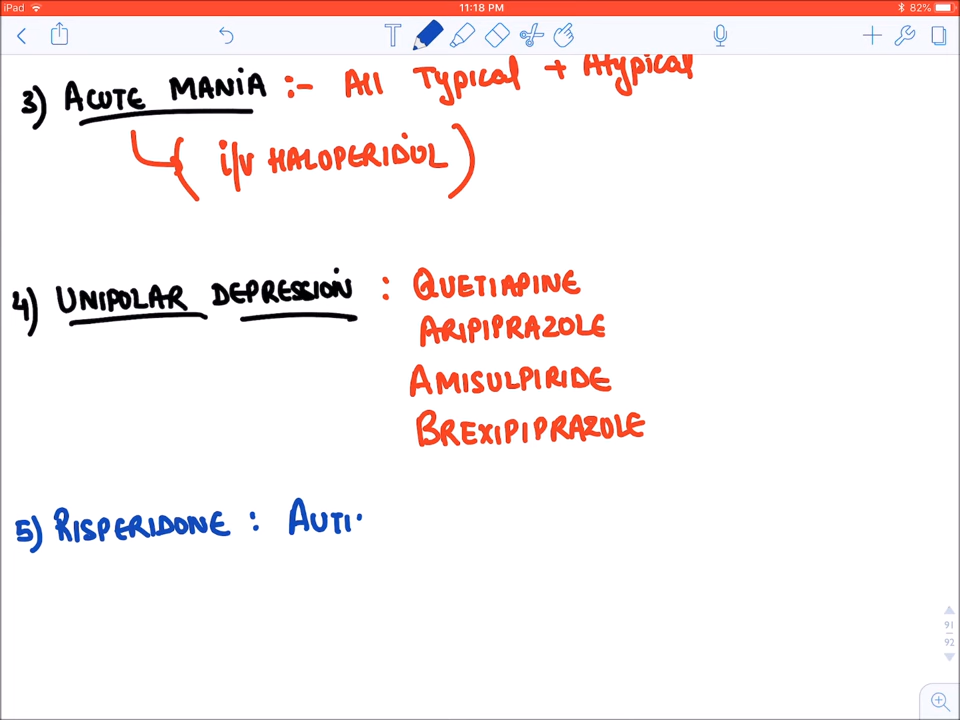 iPad 11:18 PM 82%
T
3) ACUTE MANIA :- All Typical + Atypical
( i/v HALOPERIDOL )
4) UNIPOLAR DEPRESSION : QUETIAPINE
ARIPIPRAZOLE
AMISULPIRIDE
BREXIPIPRAZOLE
5) RISPERIDONE : AUTI
91
92